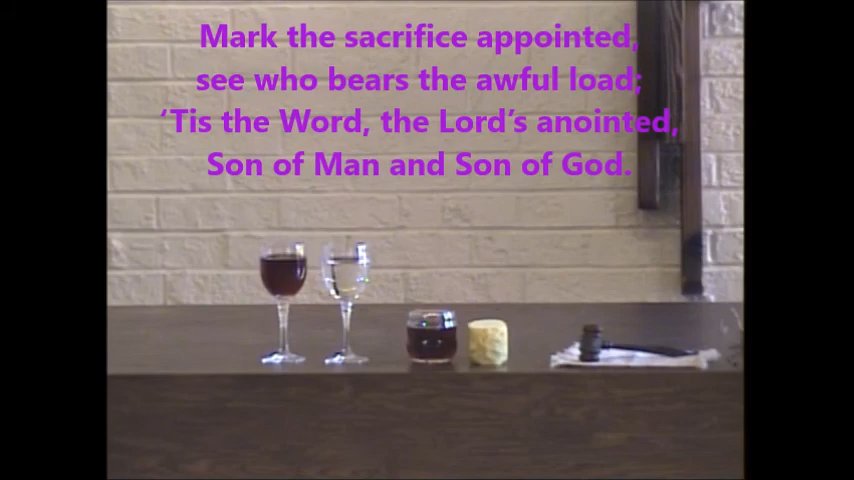 Mark the sacrifice appointed,
see who bears the awful load;
‘Tis the Word, the Lord’s anointed,
Son of Man and Son of God.